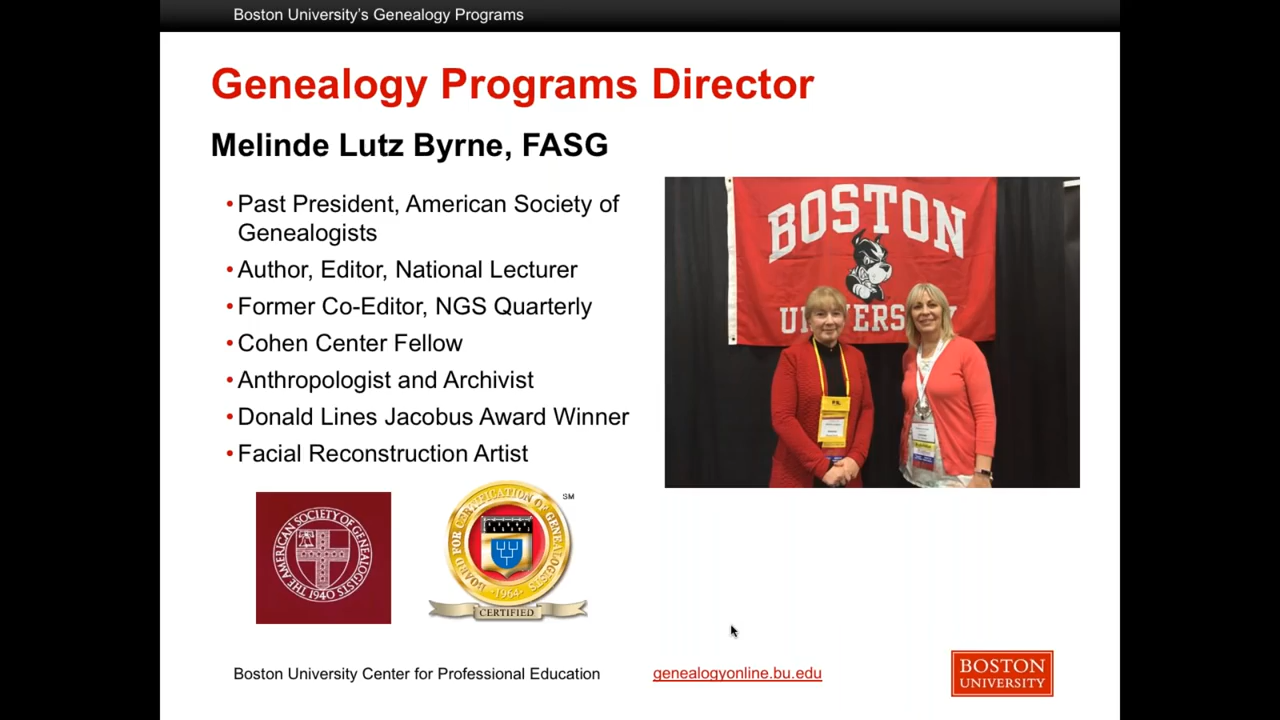 Boston University's Genealogy Programs
Genealogy Programs Director
Melinde Lutz Byrne, FASG
•Past President, American Society of
Genealogists
•Author, Editor, National Lecturer
•Former Co-Editor, NGS Quarterly
•Cohen Center Fellow
•Anthropologist and Archivist
•Donald Lines Jacobus Award Winner
•Facial Reconstruction Artist
BOSTON
UNIVERSITY
THE AMERICAN SOCIETY OF GENEALOGISTS
1940
BOARD FOR CERTIFICATION OF GENEALOGISTS
SM
·1964·
CERTIFIED
Boston University Center for Professional Education
genealogyonline.bu.edu
BOSTON
UNIVERSITY